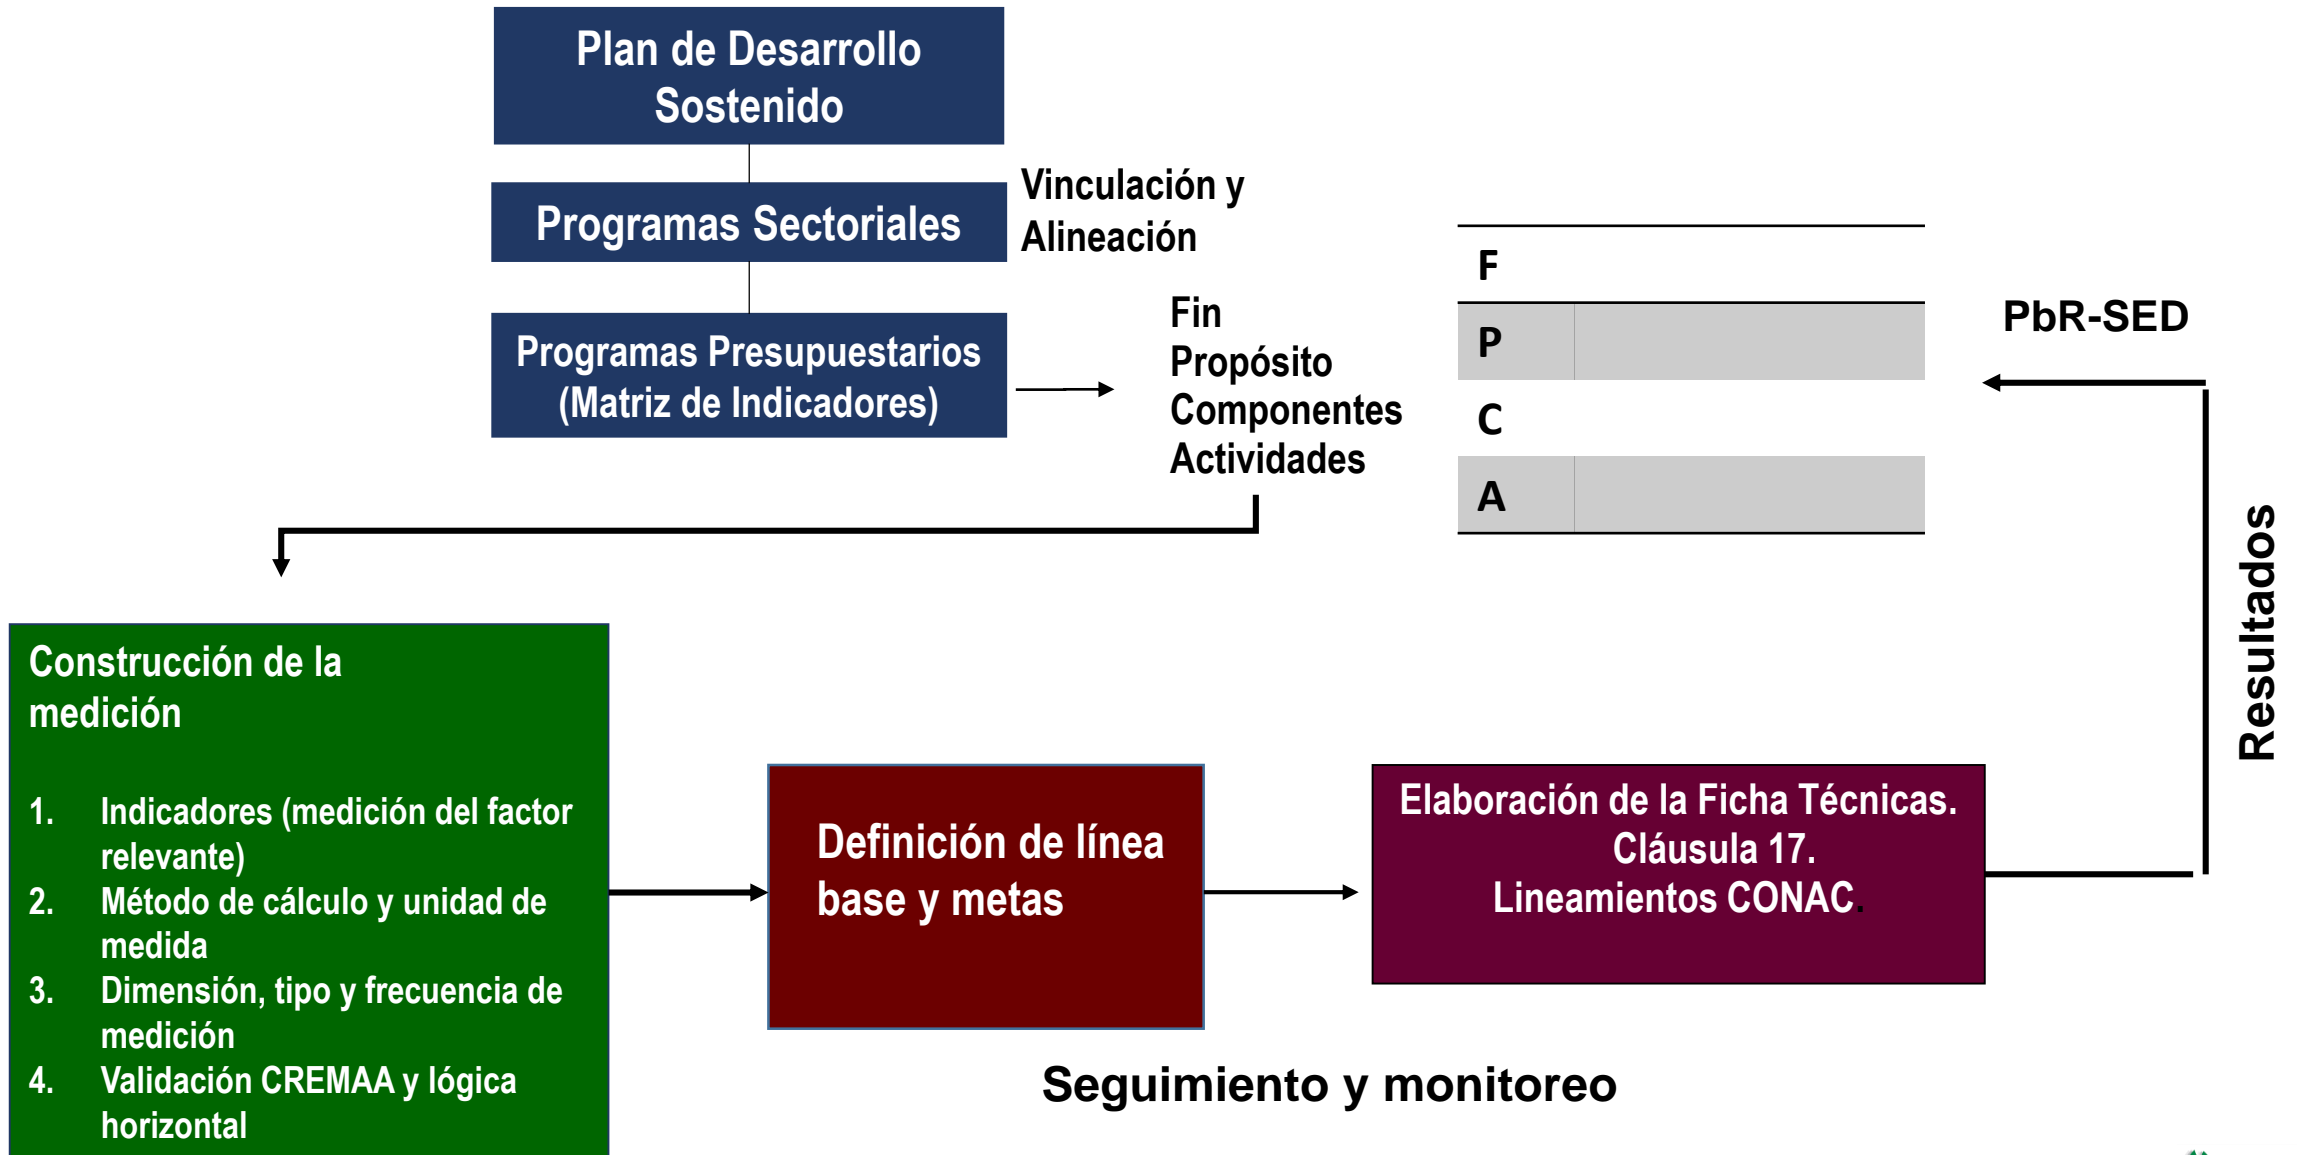 Plan de Desarrollo
Sostenido
Programas Sectoriales
Vinculación y
Alineación
Programas Presupuestarios
(Matriz de Indicadores)
Fin
Propósito
Componentes
Actividades
F
P
C
A
PbR-SED
Resultados
Construcción de la
medición
1. Indicadores (medición del factor
relevante)
2. Método de cálculo y unidad de
medida
3. Dimensión, tipo y frecuencia de
medición
4. Validación CREMAA y lógica
horizontal
Definición de línea
base y metas
Elaboración de la Ficha Técnicas.
Cláusula 17.
Lineamientos CONAC.
Seguimiento y monitoreo